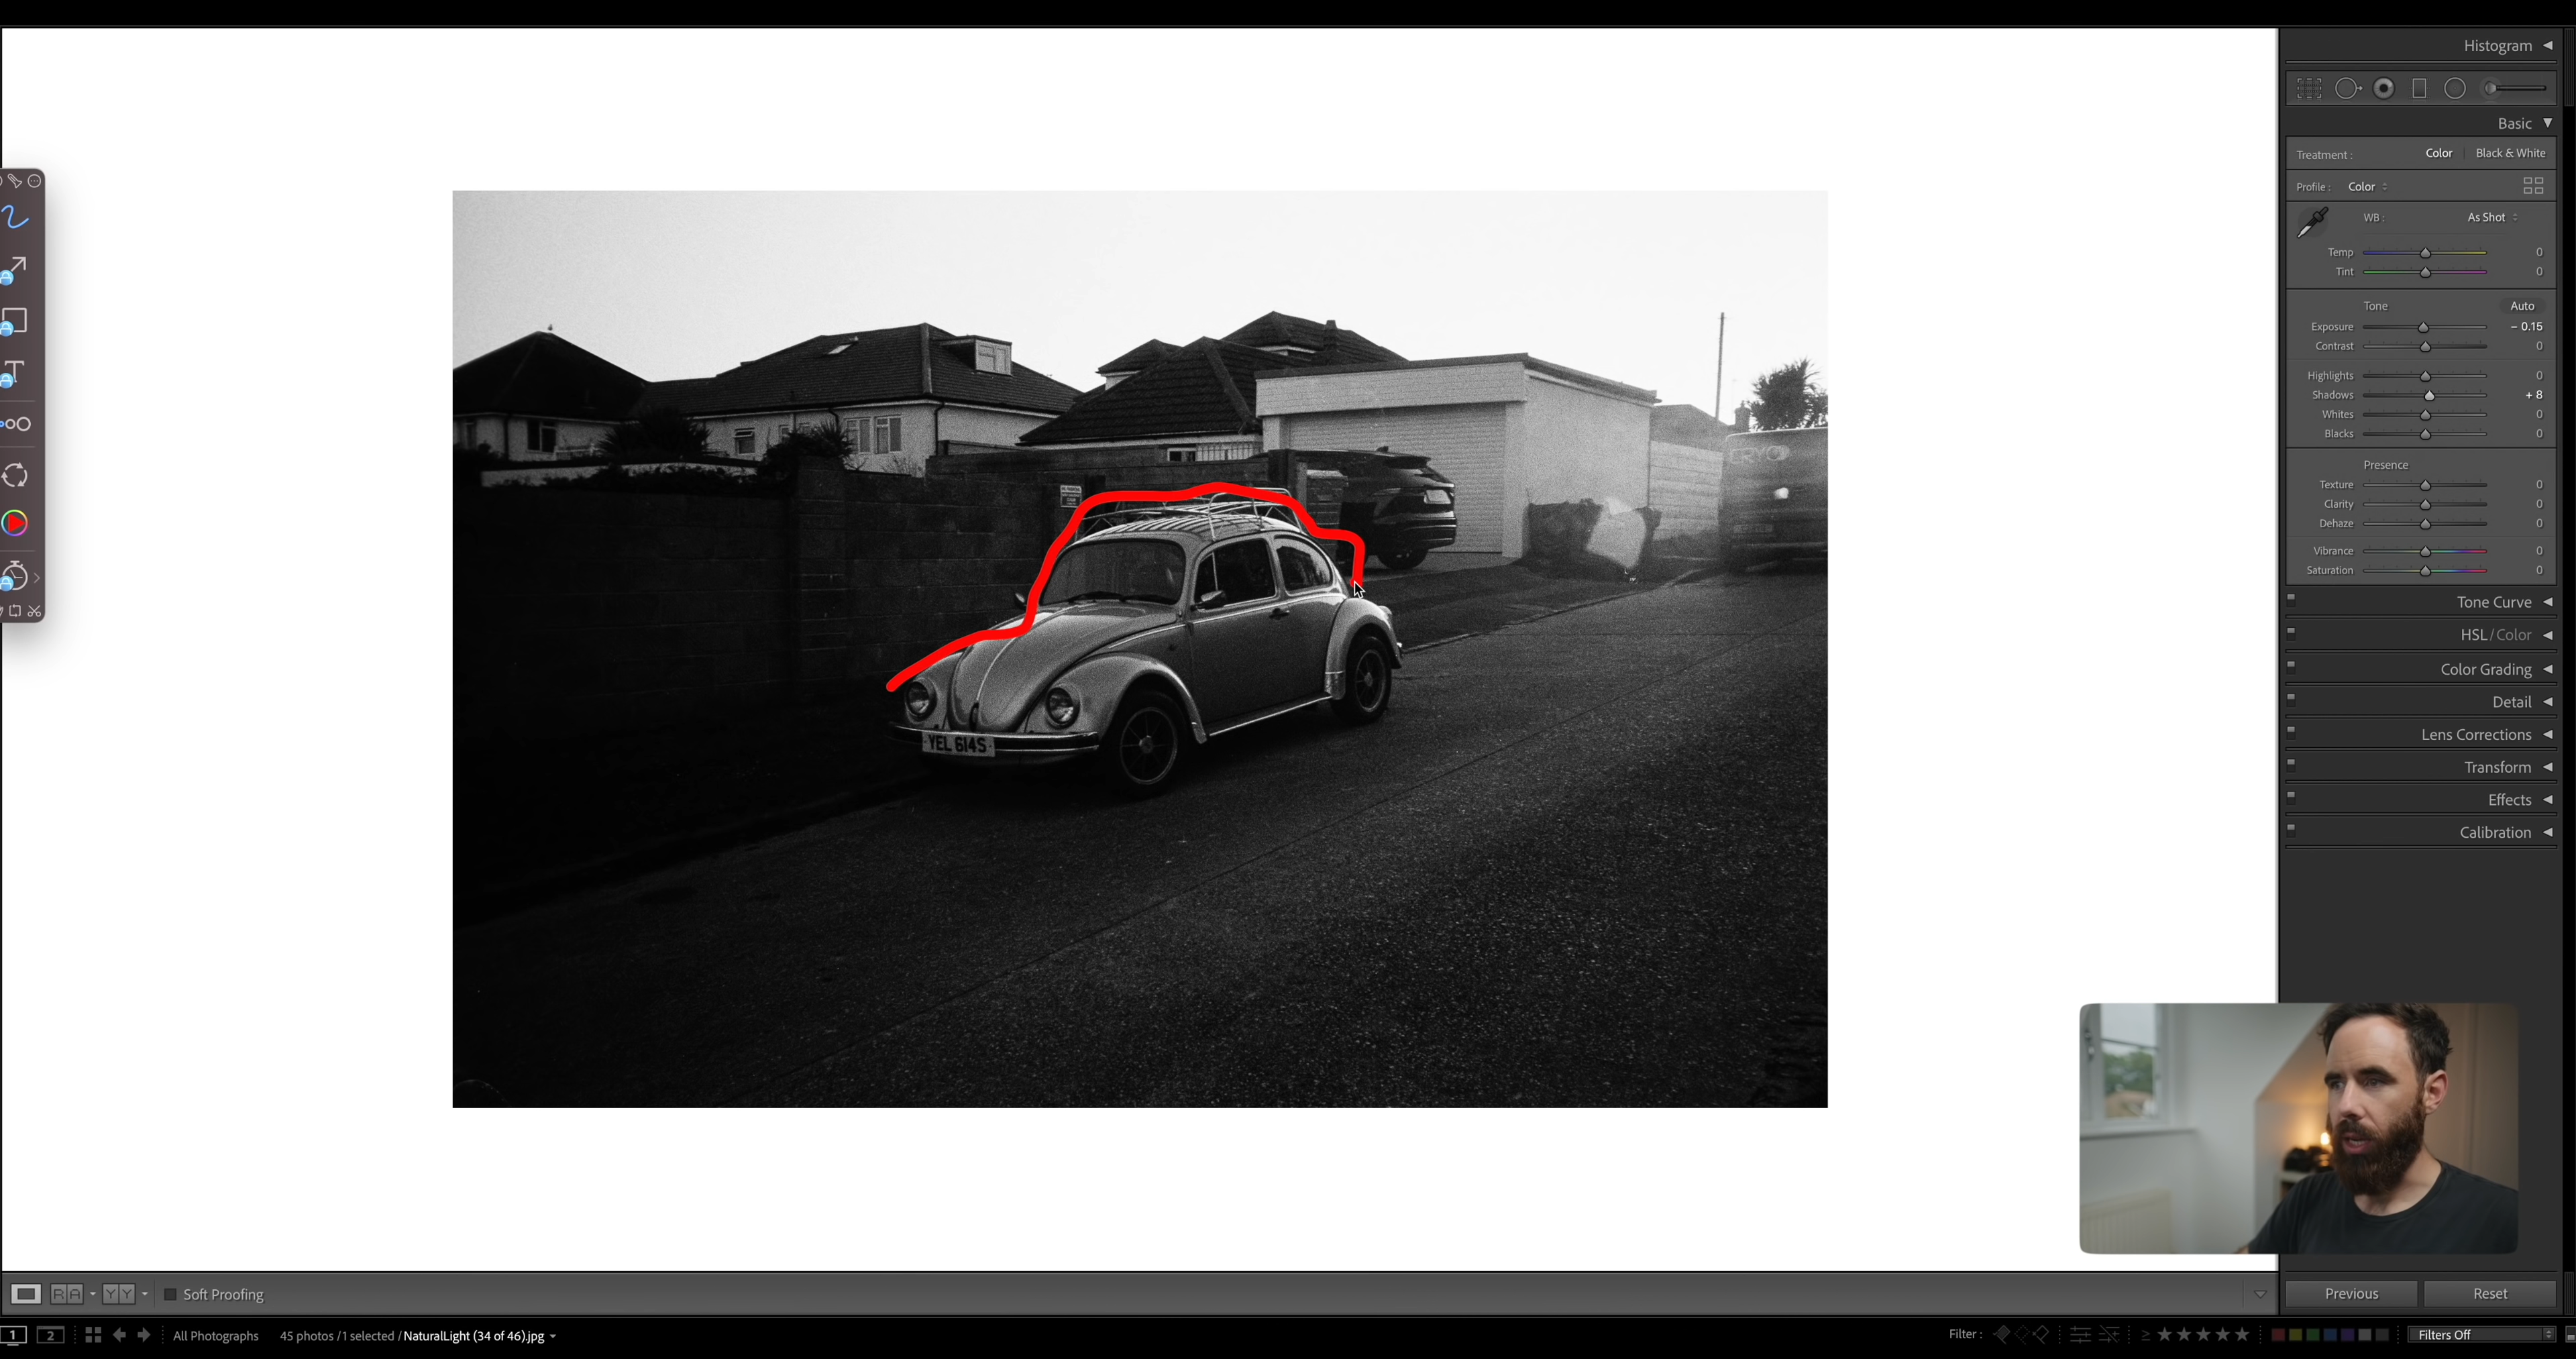 Histogram
Basic
Treatment : Color Black & White
Profile : Color
WB : As Shot
Temp 0
Tint 0
Tone Auto
Exposure – 0.15
Contrast 0
Highlights 0
Shadows + 8
Whites 0
Blacks 0
Presence
Texture 0
Clarity 0
Dehaze 0
Vibrance 0
Saturation 0
Tone Curve
HSL / Color
Color Grading
Detail
Lens Corrections
Transform
Effects
Calibration
CRYO
YEL 614S
T
Previous Reset
R A Y Y Soft Proofing
1 2 All Photographs 45 photos / 1 selected / NaturalLight (34 of 46).jpg Filter : ≥ ★ ★ ★ ★ ★ Filters Off